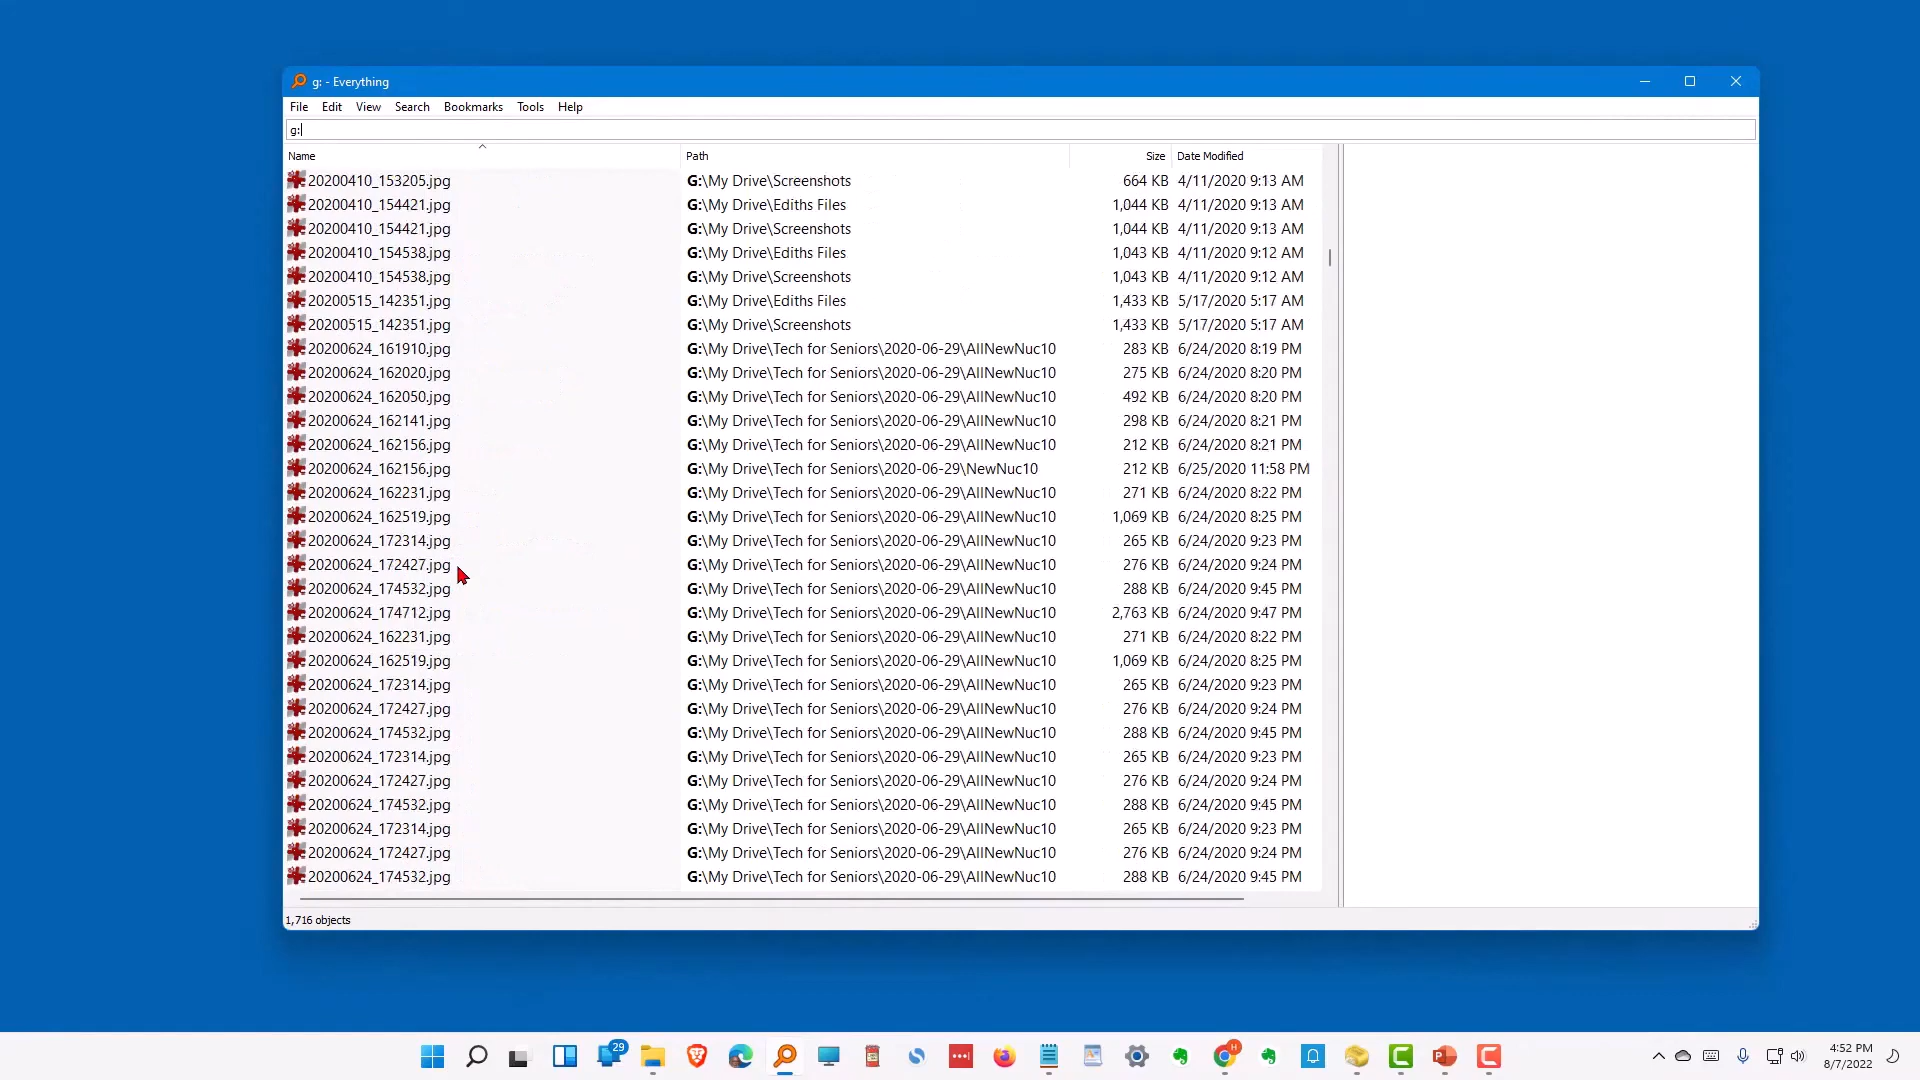 g: - Everything
File Edit View Search Bookmarks Tools Help
g:
Name Path Size Date Modified
20200410_153205.jpg G:\My Drive\Screenshots 664 KB 4/11/2020 9:13 AM
20200410_154421.jpg G:\My Drive\Ediths Files 1,044 KB 4/11/2020 9:13 AM
20200410_154421.jpg G:\My Drive\Screenshots 1,044 KB 4/11/2020 9:13 AM
20200410_154538.jpg G:\My Drive\Ediths Files 1,043 KB 4/11/2020 9:12 AM
20200410_154538.jpg G:\My Drive\Screenshots 1,043 KB 4/11/2020 9:12 AM
20200515_142351.jpg G:\My Drive\Ediths Files 1,433 KB 5/17/2020 5:17 AM
20200515_142351.jpg G:\My Drive\Screenshots 1,433 KB 5/17/2020 5:17 AM
20200624_161910.jpg G:\My Drive\Tech for Seniors\2020-06-29\AllNewNuc10 283 KB 6/24/2020 8:19 PM
20200624_162020.jpg G:\My Drive\Tech for Seniors\2020-06-29\AllNewNuc10 275 KB 6/24/2020 8:20 PM
20200624_162050.jpg G:\My Drive\Tech for Seniors\2020-06-29\AllNewNuc10 492 KB 6/24/2020 8:20 PM
20200624_162141.jpg G:\My Drive\Tech for Seniors\2020-06-29\AllNewNuc10 298 KB 6/24/2020 8:21 PM
20200624_162156.jpg G:\My Drive\Tech for Seniors\2020-06-29\AllNewNuc10 212 KB 6/24/2020 8:21 PM
20200624_162156.jpg G:\My Drive\Tech for Seniors\2020-06-29\NewNuc10 212 KB 6/25/2020 11:58 PM
20200624_162231.jpg G:\My Drive\Tech for Seniors\2020-06-29\AllNewNuc10 271 KB 6/24/2020 8:22 PM
20200624_162519.jpg G:\My Drive\Tech for Seniors\2020-06-29\AllNewNuc10 1,069 KB 6/24/2020 8:25 PM
20200624_172314.jpg G:\My Drive\Tech for Seniors\2020-06-29\AllNewNuc10 265 KB 6/24/2020 9:23 PM
20200624_172427.jpg G:\My Drive\Tech for Seniors\2020-06-29\AllNewNuc10 276 KB 6/24/2020 9:24 PM
20200624_174532.jpg G:\My Drive\Tech for Seniors\2020-06-29\AllNewNuc10 288 KB 6/24/2020 9:45 PM
20200624_174712.jpg G:\My Drive\Tech for Seniors\2020-06-29\AllNewNuc10 2,763 KB 6/24/2020 9:47 PM
20200624_162231.jpg G:\My Drive\Tech for Seniors\2020-06-29\AllNewNuc10 271 KB 6/24/2020 8:22 PM
20200624_162519.jpg G:\My Drive\Tech for Seniors\2020-06-29\AllNewNuc10 1,069 KB 6/24/2020 8:25 PM
20200624_172314.jpg G:\My Drive\Tech for Seniors\2020-06-29\AllNewNuc10 265 KB 6/24/2020 9:23 PM
20200624_172427.jpg G:\My Drive\Tech for Seniors\2020-06-29\AllNewNuc10 276 KB 6/24/2020 9:24 PM
20200624_174532.jpg G:\My Drive\Tech for Seniors\2020-06-29\AllNewNuc10 288 KB 6/24/2020 9:45 PM
20200624_172314.jpg G:\My Drive\Tech for Seniors\2020-06-29\AllNewNuc10 265 KB 6/24/2020 9:23 PM
20200624_172427.jpg G:\My Drive\Tech for Seniors\2020-06-29\AllNewNuc10 276 KB 6/24/2020 9:24 PM
20200624_174532.jpg G:\My Drive\Tech for Seniors\2020-06-29\AllNewNuc10 288 KB 6/24/2020 9:45 PM
20200624_172314.jpg G:\My Drive\Tech for Seniors\2020-06-29\AllNewNuc10 265 KB 6/24/2020 9:23 PM
20200624_172427.jpg G:\My Drive\Tech for Seniors\2020-06-29\AllNewNuc10 276 KB 6/24/2020 9:24 PM
20200624_174532.jpg G:\My Drive\Tech for Seniors\2020-06-29\AllNewNuc10 288 KB 6/24/2020 9:45 PM
1,716 objects
29
H
P
4:52 PM
8/7/2022